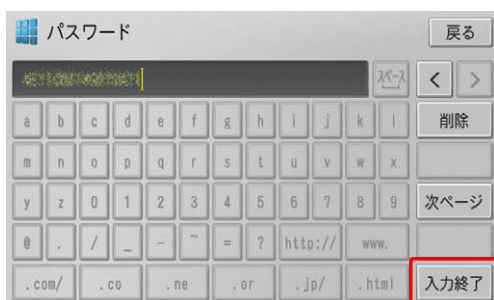 パスワード 戻る
スペース < >
a b c d e f g h i j k l 削除
m n o p q r s t u v w x
y z 0 1 2 3 4 5 6 7 8 9 次ページ
@ . / _ - ~ = ? http:// www.
.com/ .co .ne .or .jp/ .html 入力終了